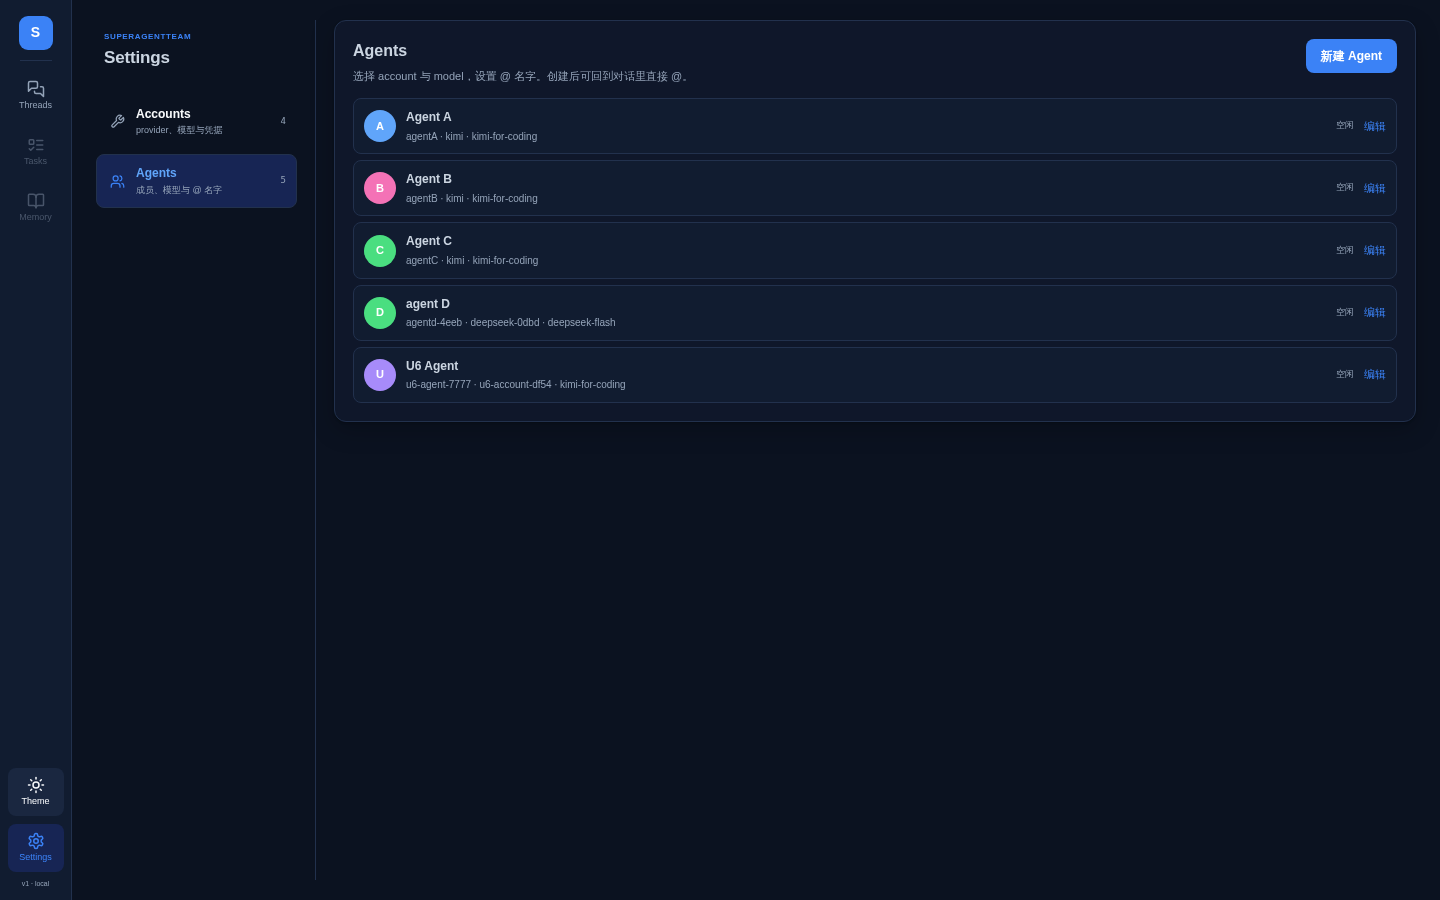 S
Threads
Tasks
Memory
Theme
Settings
v1 · local
SUPERAGENTTEAM
Settings
Accounts
provider、模型与凭据
4
Agents
成员、模型与 @ 名字
5
Agents
选择 account 与 model，设置 @ 名字。创建后可回到对话里直接 @。
新建 Agent
A
Agent A
agentA · kimi · kimi-for-coding
空闲 编辑
B
Agent B
agentB · kimi · kimi-for-coding
空闲 编辑
C
Agent C
agentC · kimi · kimi-for-coding
空闲 编辑
D
agent D
agentd-4eeb · deepseek-0dbd · deepseek-flash
空闲 编辑
U
U6 Agent
u6-agent-7777 · u6-account-df54 · kimi-for-coding
空闲 编辑